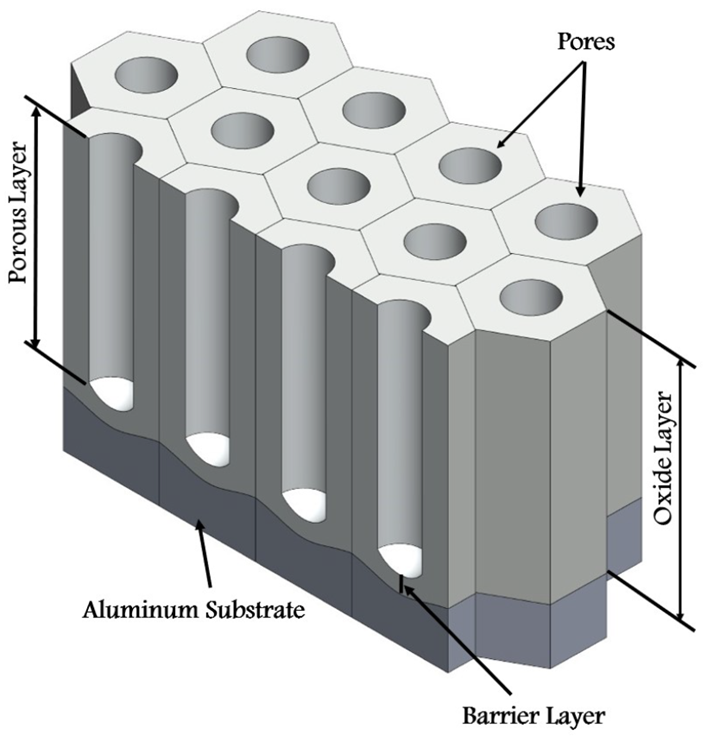 Pores
Porous Layer
Oxide Layer
Aluminum Substrate
Barrier Layer